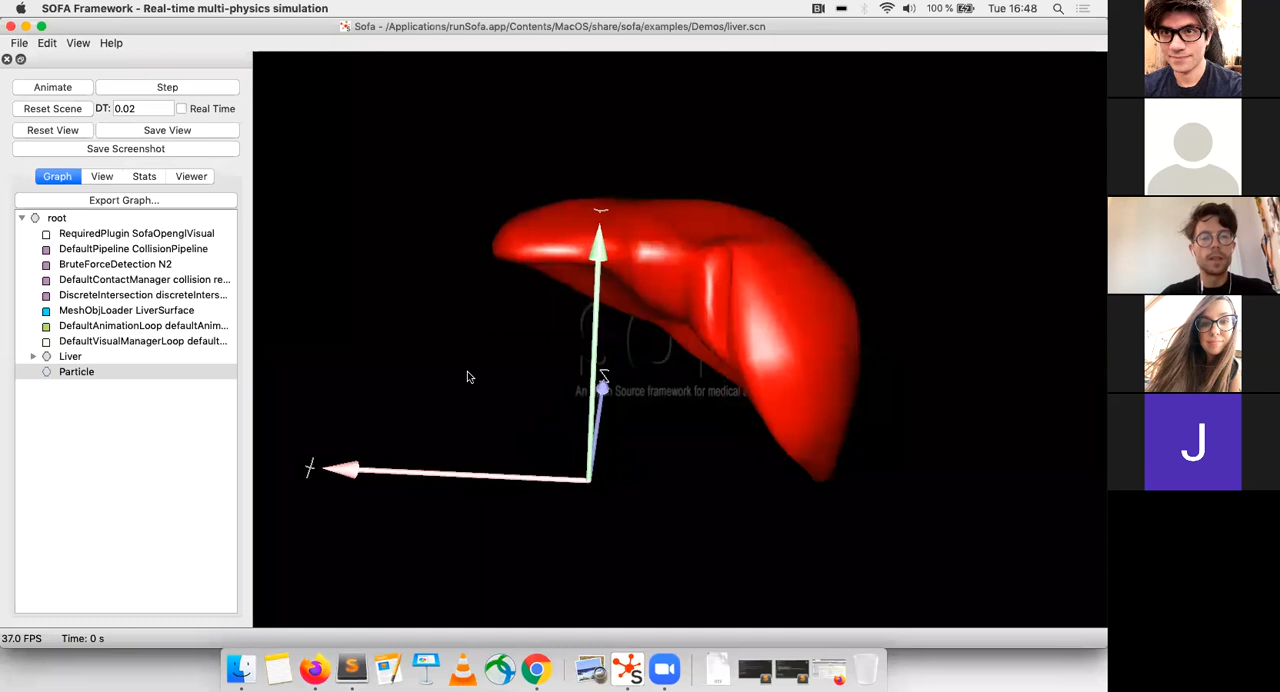 SOFA Framework - Real-time multi-physics simulation
100 %
Tue 16:48
Sofa - /Applications/runSofa.app/Contents/MacOS/share/sofa/examples/Demos/liver.scn
File Edit View Help
Animate Step
Reset Scene DT: 0.02 Real Time
Reset View Save View
Save Screenshot
Graph View Stats Viewer
Export Graph...
root
RequiredPlugin SofaOpenglVisual
DefaultPipeline CollisionPipeline
BruteForceDetection N2
DefaultContactManager collision re...
DiscreteIntersection discreteInters...
MeshObjLoader LiverSurface
DefaultAnimationLoop defaultAnim...
DefaultVisualManagerLoop default...
Liver
Particle
Source framework for medical
J
37.0 FPS Time: 0 s